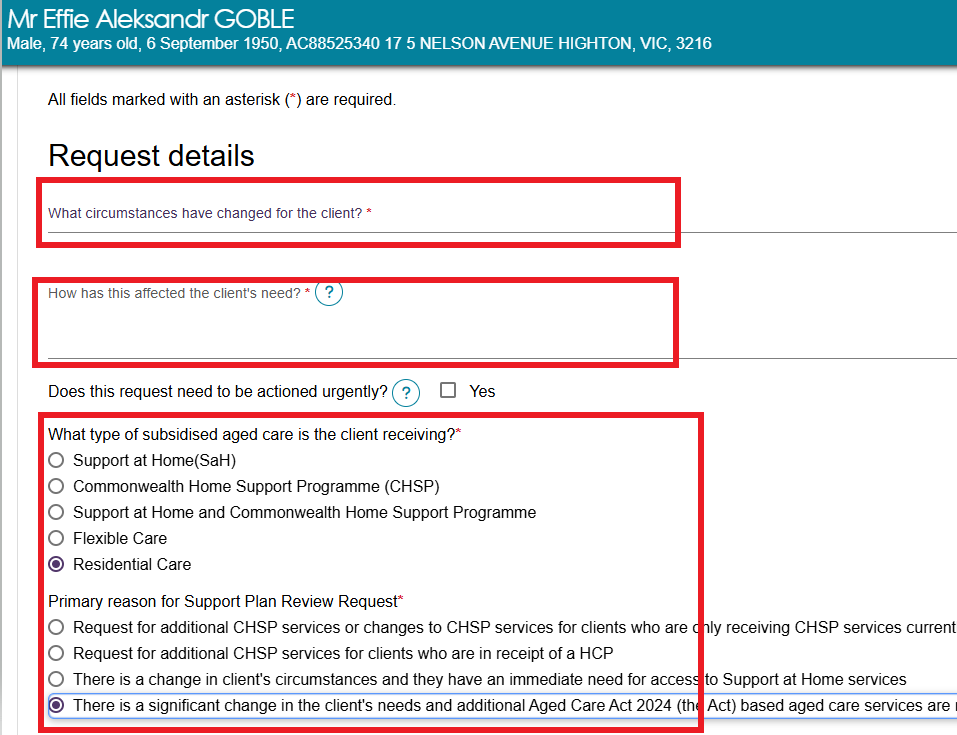 Mr Effie Aleksandr GOBLE
Male, 74 years old, 6 September 1950, AC88525340 17 5 NELSON AVENUE HIGHTON, VIC, 3216
All fields marked with an asterisk (*) are required.
Request details
What circumstances have changed for the client? *
How has this affected the client's need? * ?
Does this request need to be actioned urgently? ? Yes
What type of subsidised aged care is the client receiving?*
Support at Home(SaH)
Commonwealth Home Support Programme (CHSP)
Support at Home and Commonwealth Home Support Programme
Flexible Care
Residential Care
Primary reason for Support Plan Review Request*
Request for additional CHSP services or changes to CHSP services for clients who are only receiving CHSP services current
Request for additional CHSP services for clients who are in receipt of a HCP
There is a change in client's circumstances and they have an immediate need for access to Support at Home services
There is a significant change in the client's needs and additional Aged Care Act 2024 (the Act) based aged care services are